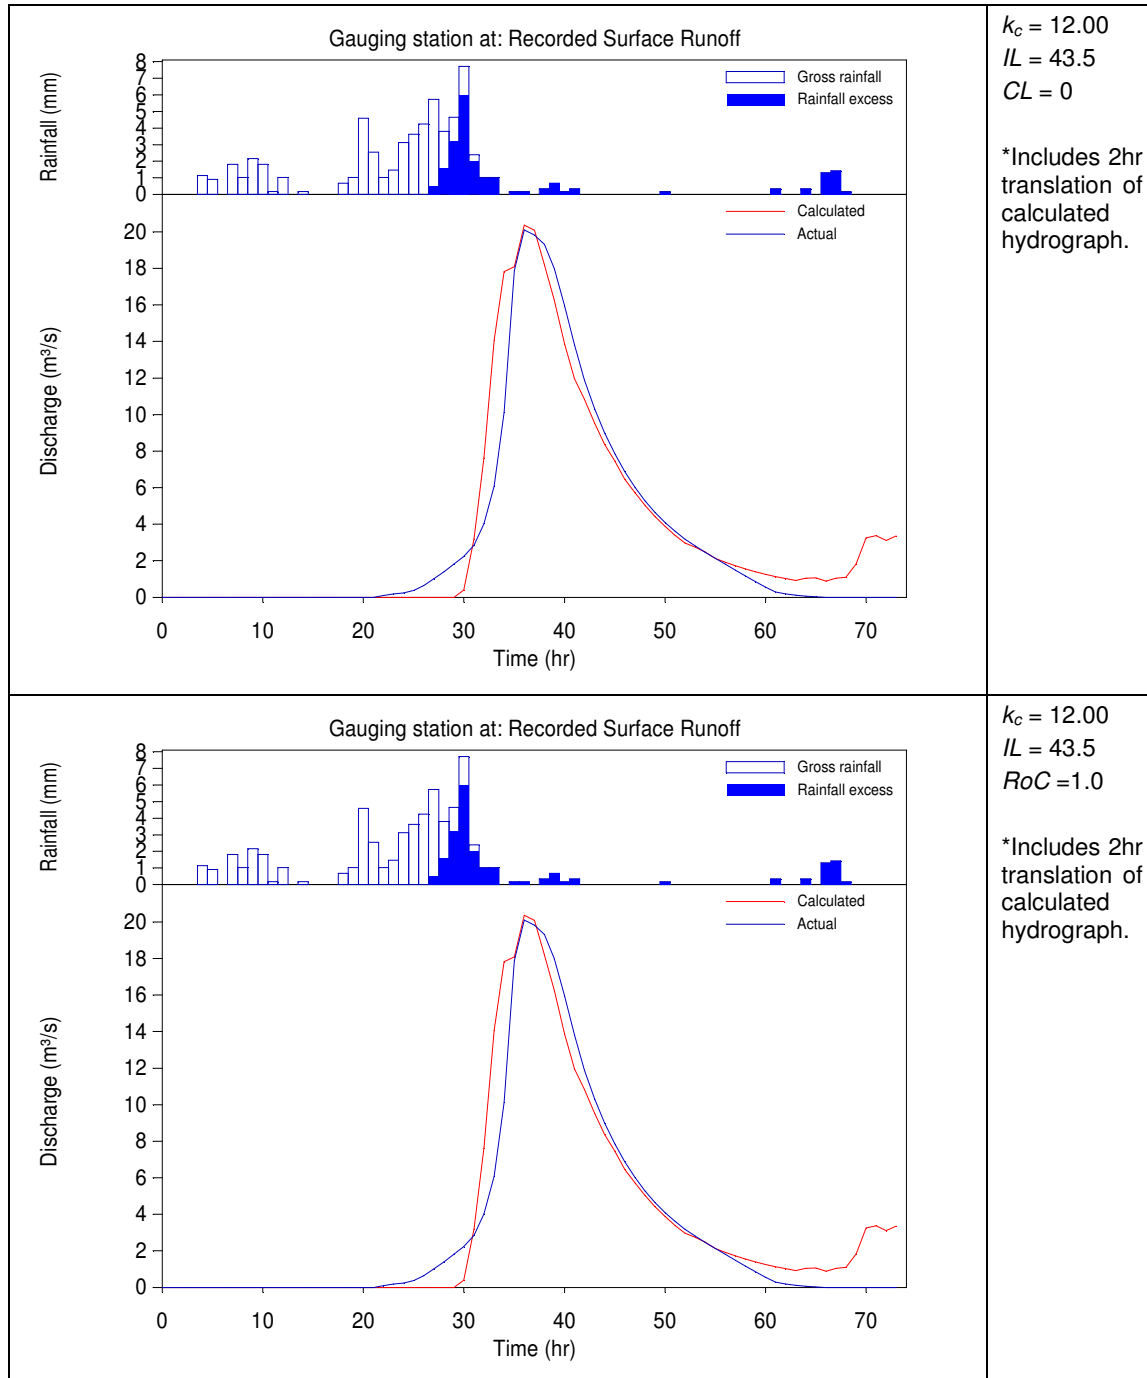 Gauging station at: Recorded Surface Runoff
Rainfall (mm)
8
7
6
5
4
3
2
1
0
Gross rainfall
Rainfall excess
Discharge (m³/s)
20
18
16
14
12
10
8
6
4
2
0
Calculated
Actual
0 10 20 30 40 50 60 70
Time (hr)
kc = 12.00
IL = 43.5
CL = 0
*Includes 2hr
translation of
calculated
hydrograph.
Gauging station at: Recorded Surface Runoff
Rainfall (mm)
8
7
6
5
4
3
2
1
0
Gross rainfall
Rainfall excess
Discharge (m³/s)
20
18
16
14
12
10
8
6
4
2
0
Calculated
Actual
0 10 20 30 40 50 60 70
Time (hr)
kc = 12.00
IL = 43.5
RoC =1.0
*Includes 2hr
translation of
calculated
hydrograph.